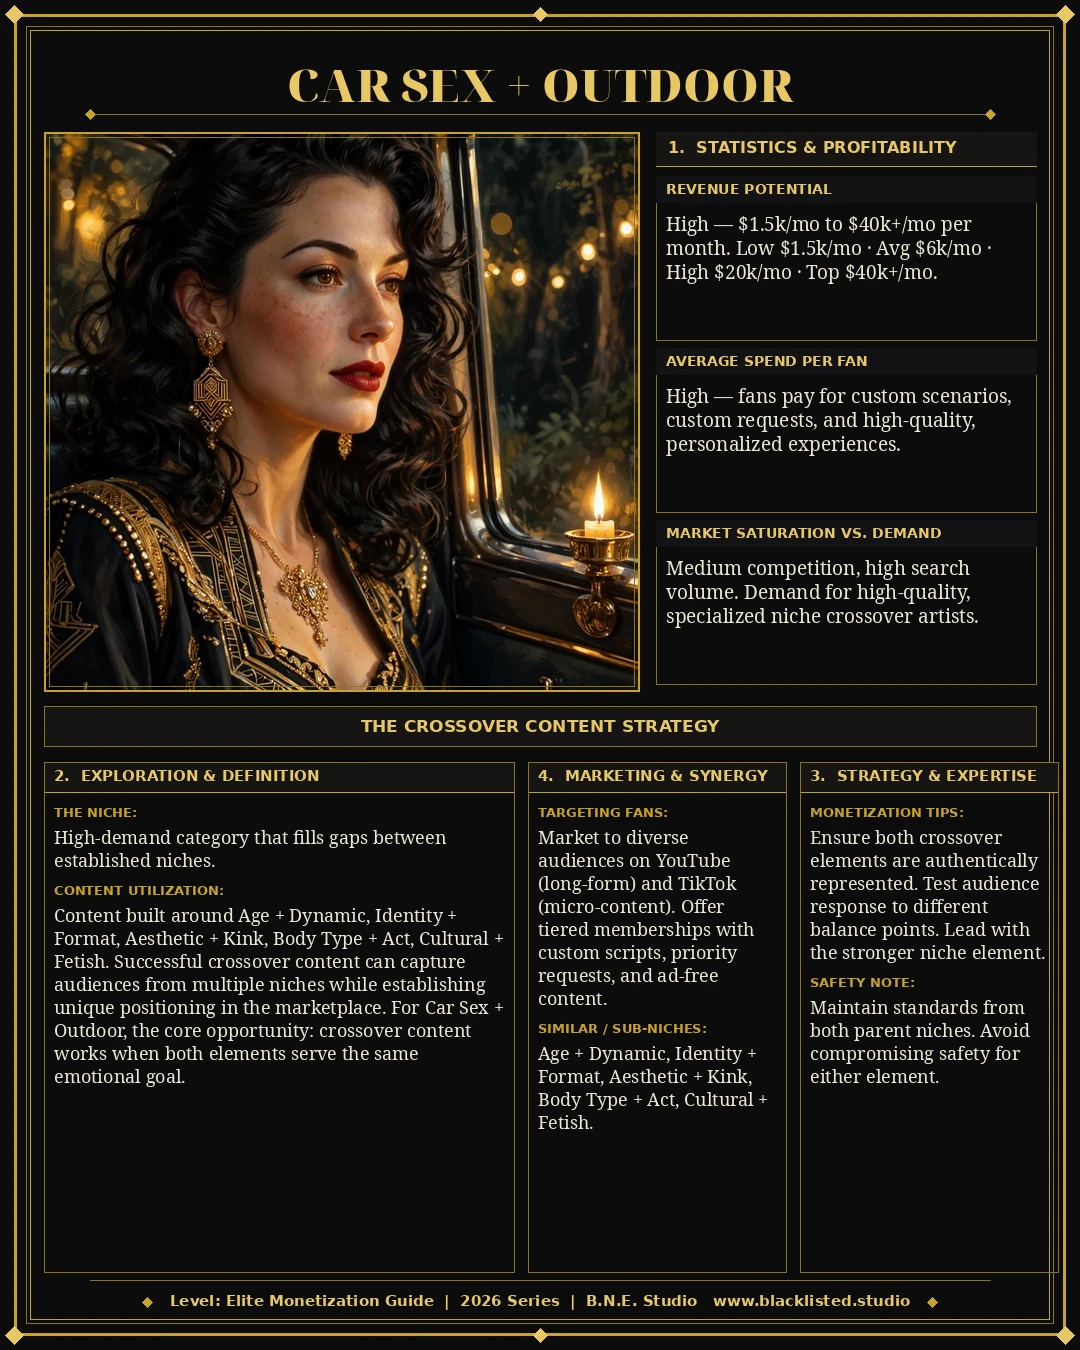 CAR SEX + OUTDOOR
1. STATISTICS & PROFITABILITY
REVENUE POTENTIAL
High — $1.5k/mo to $40k+/mo per
month. Low $1.5k/mo · Avg $6k/mo ·
High $20k/mo · Top $40k+/mo.
AVERAGE SPEND PER FAN
High — fans pay for custom scenarios,
custom requests, and high-quality,
personalized experiences.
MARKET SATURATION VS. DEMAND
Medium competition, high search
volume. Demand for high-quality,
specialized niche crossover artists.
THE CROSSOVER CONTENT STRATEGY
2. EXPLORATION & DEFINITION
THE NICHE:
High-demand category that fills gaps between
established niches.
CONTENT UTILIZATION:
Content built around Age + Dynamic, Identity +
Format, Aesthetic + Kink, Body Type + Act, Cultural +
Fetish. Successful crossover content can capture
audiences from multiple niches while establishing
unique positioning in the marketplace. For Car Sex +
Outdoor, the core opportunity: crossover content
works when both elements serve the same
emotional goal.
4. MARKETING & SYNERGY
TARGETING FANS:
Market to diverse
audiences on YouTube
(long-form) and TikTok
(micro-content). Offer
tiered memberships with
custom scripts, priority
requests, and ad-free
content.
SIMILAR / SUB-NICHES:
Age + Dynamic, Identity +
Format, Aesthetic + Kink,
Body Type + Act, Cultural +
Fetish.
3. STRATEGY & EXPERTISE
MONETIZATION TIPS:
Ensure both crossover
elements are authentically
represented. Test audience
response to different
balance points. Lead with
the stronger niche element.
SAFETY NOTE:
Maintain standards from
both parent niches. Avoid
compromising safety for
either element.
Level: Elite Monetization Guide | 2026 Series | B.N.E. Studio www.blacklisted.studio